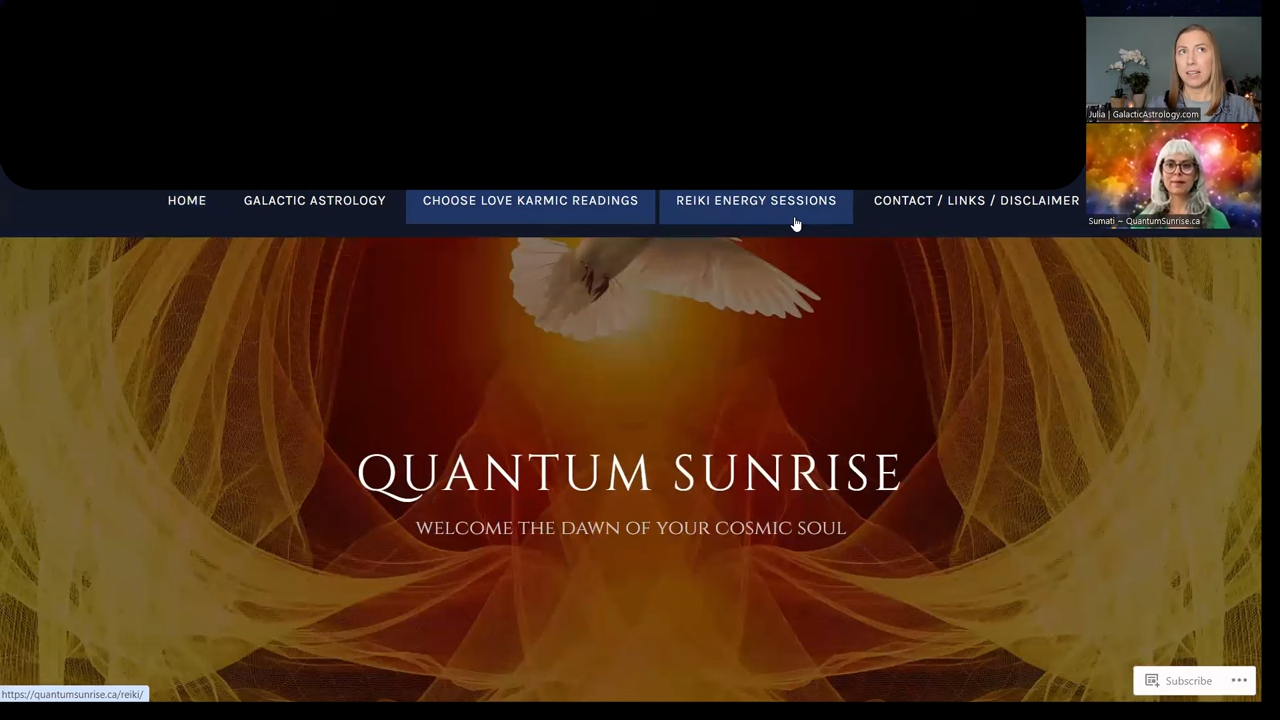 Julia | GalacticAstrology.com
Sumati ~ QuantumSunrise.ca
HOME GALACTIC ASTROLOGY CHOOSE LOVE KARMIC READINGS REIKI ENERGY SESSIONS CONTACT / LINKS / DISCLAIMER
QUANTUM SUNRISE
WELCOME THE DAWN OF YOUR COSMIC SOUL
Subscribe
https://quantumsunrise.ca/reiki/